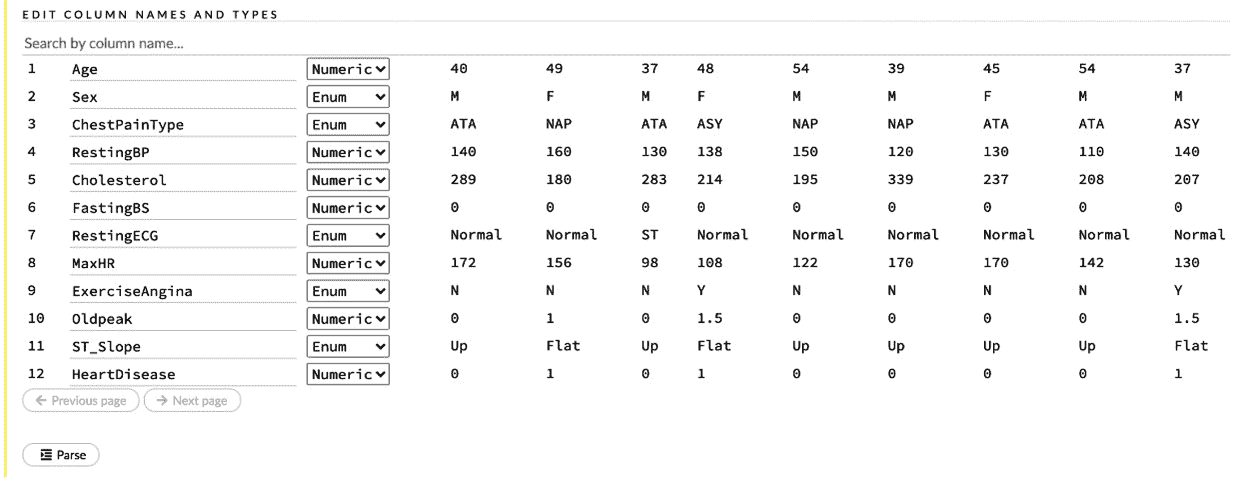 EDIT COLUMN NAMES AND TYPES
Search by column name...
1 Age Numeric 40 49 37 48 54 39 45 54 37
2 Sex Enum M F M F M M F M M
3 ChestPainType Enum ATA NAP ATA ASY NAP NAP ATA ATA ASY
4 RestingBP Numeric 140 160 130 138 150 120 130 110 140
5 Cholesterol Numeric 289 180 283 214 195 339 237 208 207
6 FastingBS Numeric 0 0 0 0 0 0 0 0 0
7 RestingECG Enum Normal Normal ST Normal Normal Normal Normal Normal Normal
8 MaxHR Numeric 172 156 98 108 122 170 170 142 130
9 ExerciseAngina Enum N N N Y N N N N Y
10 Oldpeak Numeric 0 1 0 1.5 0 0 0 0 1.5
11 ST_Slope Enum Up Flat Up Flat Up Up Up Up Flat
12 HeartDisease Numeric 0 1 0 1 0 0 0 0 1
Previous page Next page
Parse